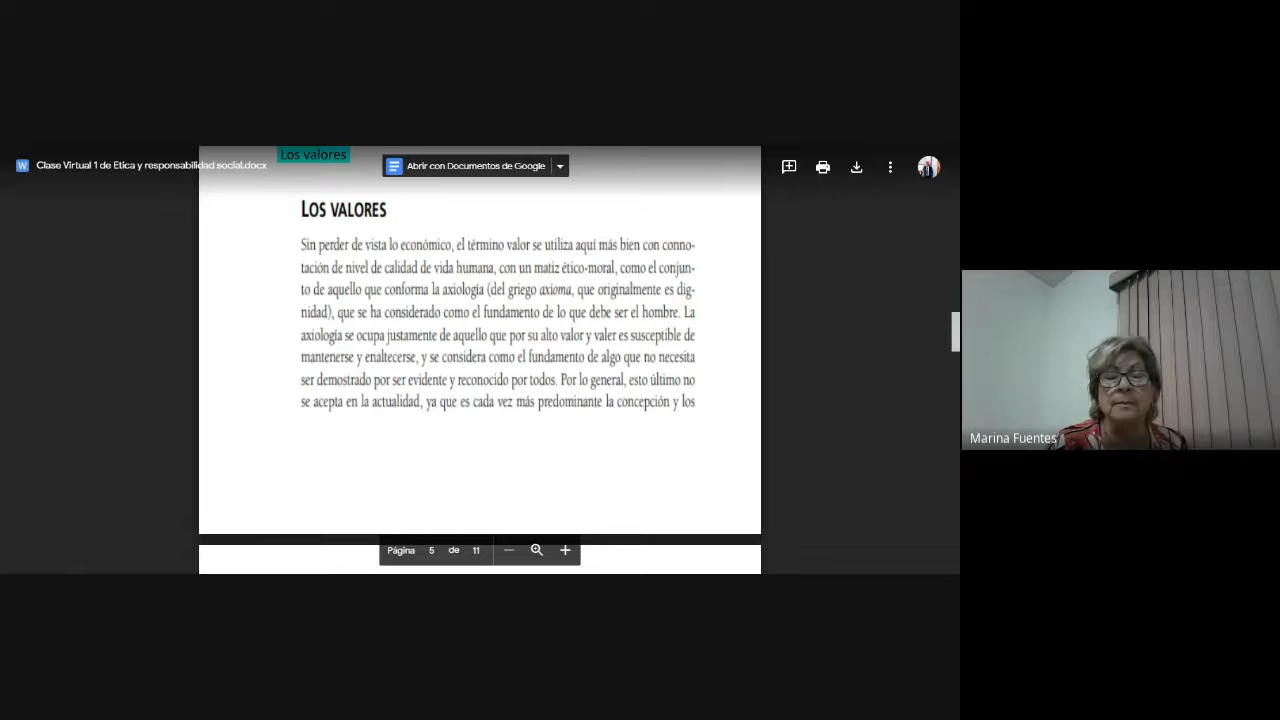 Los valores
Clase Virtual 1 de Etica y responsabilidad social.docx
Abrir con Documentos de Google
LOS VALORES
Sin perder de vista lo económico, el término valor se utiliza aquí más bien con conno-
tación de nivel de calidad de vida humana, con un matiz ético-moral, como el conjun-
to de aquello que conforma la axiología (del griego axioma, que originalmente es dig-
nidad), que se ha considerado como el fundamento de lo que debe ser el hombre. La
axiología se ocupa justamente de aquello que por su alto valor y valer es susceptible de
mantenerse y enaltecerse, y se considera como el fundamento de algo que no necesita
ser demostrado por ser evidente y reconocido por todos. Por lo general, esto último no
se acepta en la actualidad, ya que es cada vez más predominante la concepción y los
Marina Fuentes
Página 5 de 11